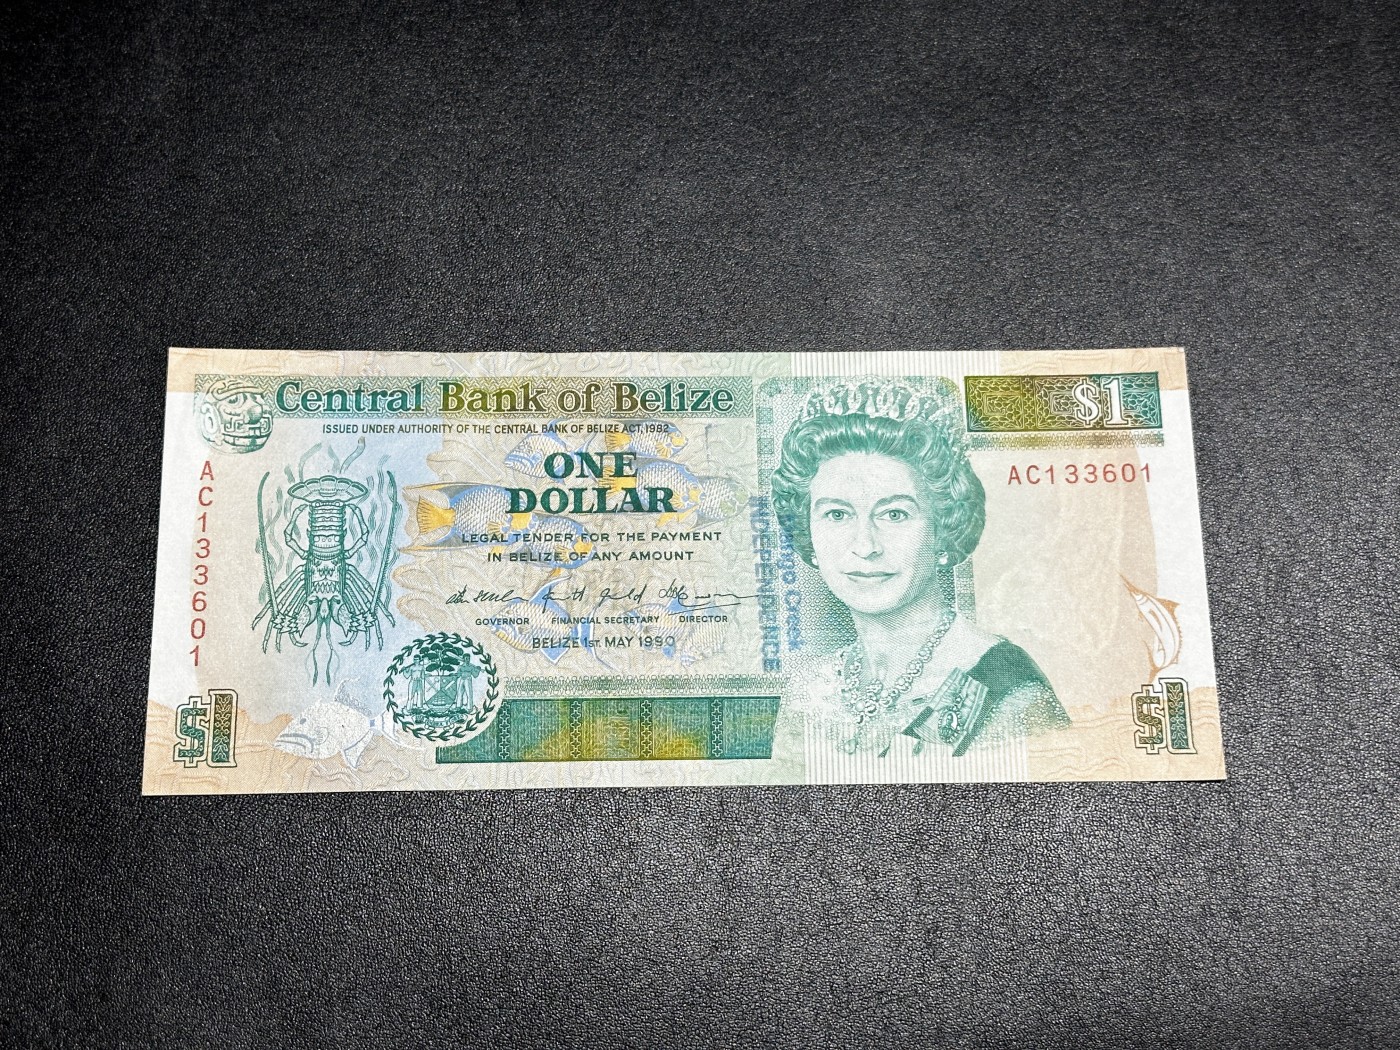 Central Bank of Belize
ISSUED UNDER AUTHORITY OF THE CENTRAL BANK OF BELIZE ACT, 1982
$1
AC133601
AC133601
ONE
DOLLAR
LEGAL TENDER FOR THE PAYMENT
IN BELIZE OF ANY AMOUNT
GOVERNOR FINANCIAL SECRETARY DIRECTOR
BELIZE 1ST. MAY 1990
INDEPENDENCE
Mango Creek
$1
$1